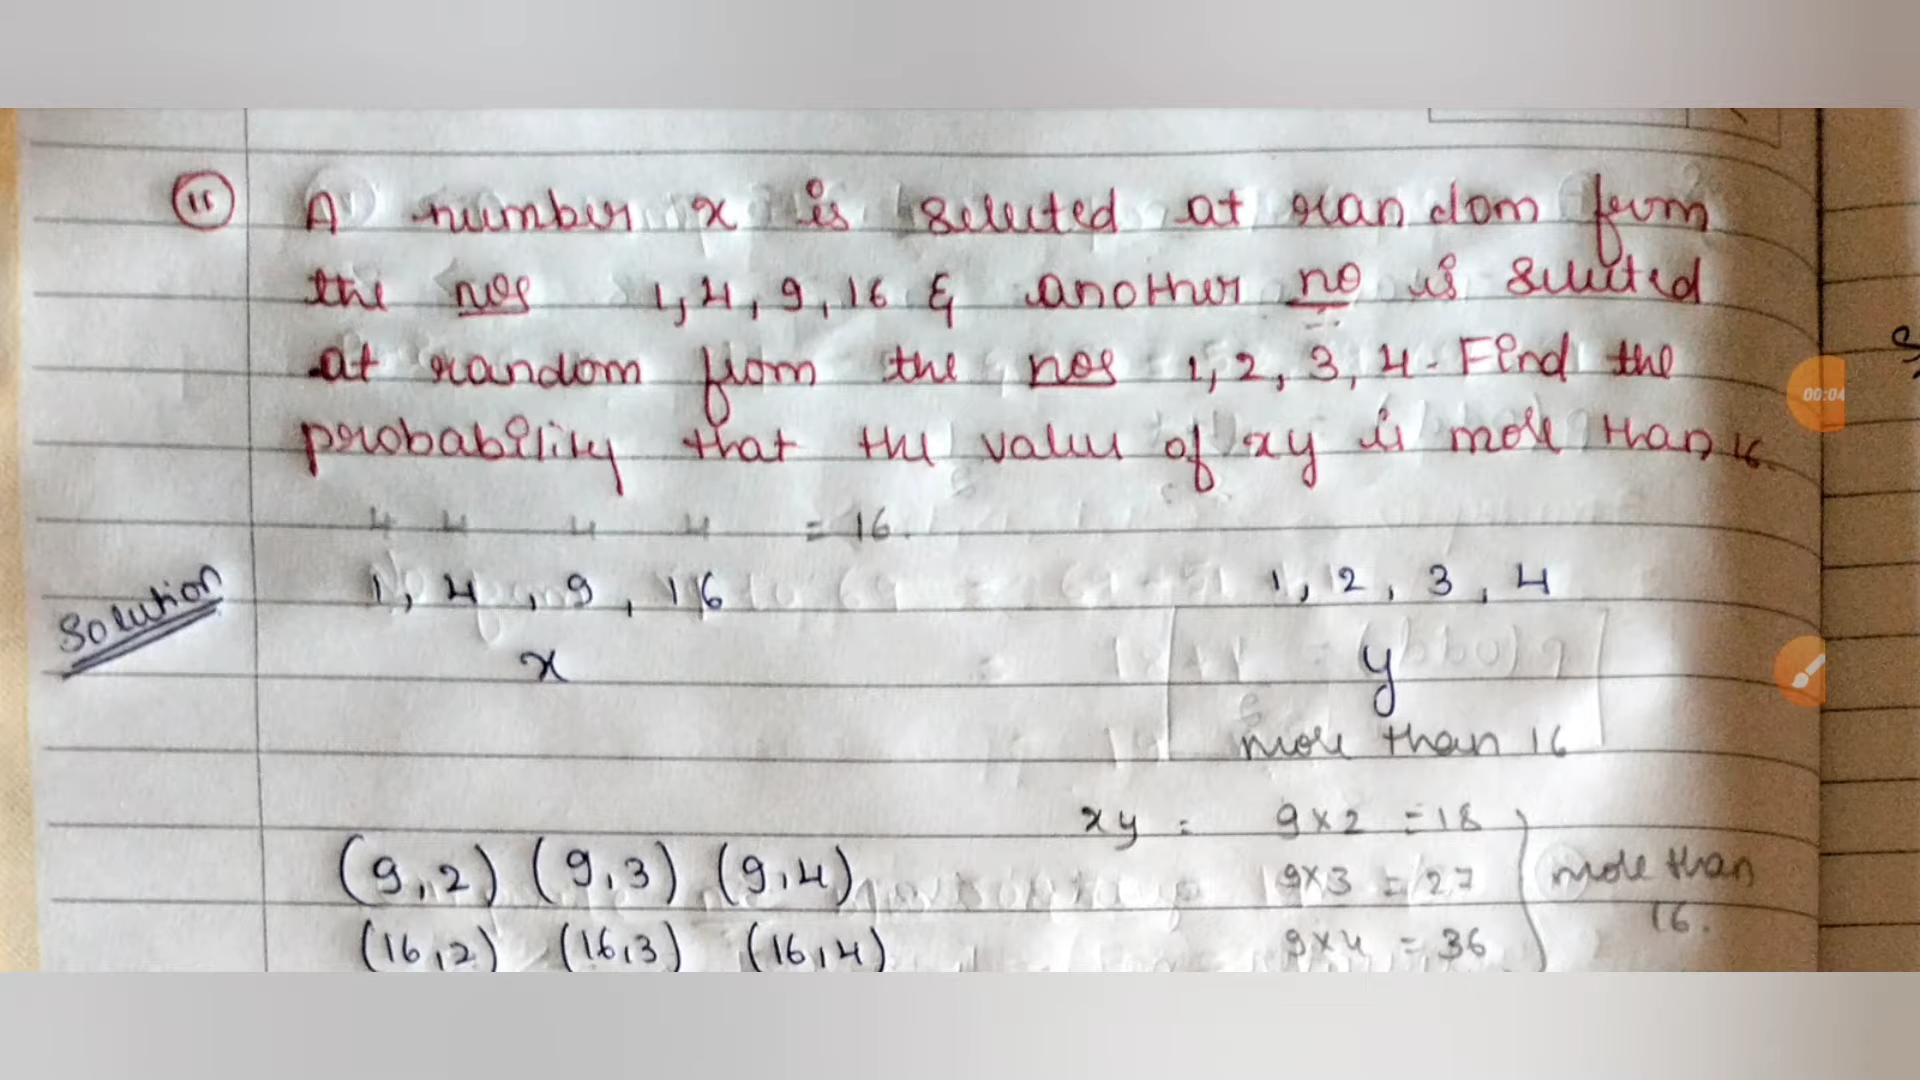 11 A number x is selected at random from
the nos 1, 4, 9, 16 & another no is selected
at random from the nos 1, 2, 3, 4. Find the
probability that the value of xy is more than 16.
4 4 4 4 = 16.
Solution 1, 4, 9, 16 1, 2, 3, 4
x y
more than 16
xy = 9×2 = 18
(9,2) (9,3) (9,4) 9×3 = 27 more than
16.
(16,2) (16,3) (16,4) 9×4 = 36
00:04